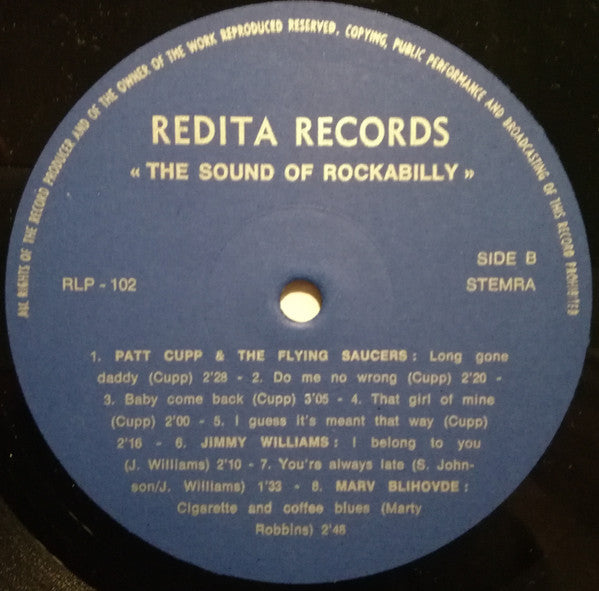 ALL RIGHTS OF THE RECORD PRODUCER AND OF THE OWNER OF THE WORK REPRODUCED RESERVED. COPYING, PUBLIC PERFORMANCE AND BROADCASTING OF THIS RECORD PROHIBITED
REDITA RECORDS
« THE SOUND OF ROCKABILLY »
SIDE B
RLP - 102
STEMRA
1. PATT CUPP & THE FLYING SAUCERS : Long gone
daddy (Cupp) 2'28 - 2. Do me no wrong (Cupp) 2'20 -
3. Baby come back (Cupp) 3'05 - 4. That girl of mine
(Cupp) 2'00 - 5. I guess it's meant that way (Cupp)
2'16 - 6. JIMMY WILLIAMS : I belong to you
(J. Williams) 2'10 - 7. You're always late (S. John-
son/J. Williams) 1'33 - 8. MARV BLIHOVDE :
Cigarette and coffee blues (Marty
Robbins) 2'48